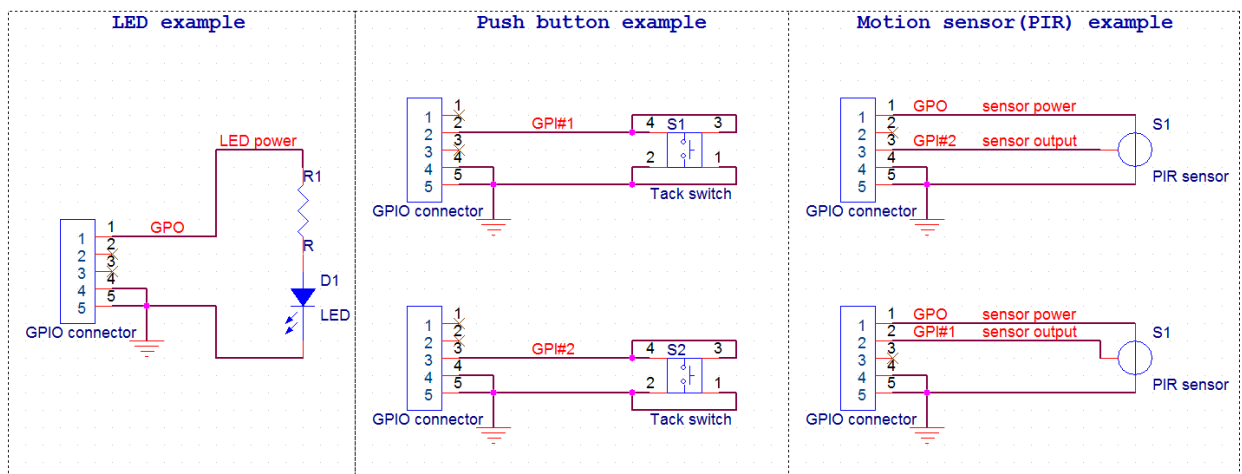 LED example
LED power
R1
R
GPO
1
2
3
4
5
1
2
3
4
5
D1
LED
GPIO connector
Push button example
1
2
3
4
5
1
2
3
4
5
GPI#1
4
S1
3
2
1
Tack switch
GPIO connector
1
2
3
4
5
1
2
3
4
5
GPI#2
4
S2
3
2
1
Tack switch
GPIO connector
Motion sensor(PIR) example
1
2
3
4
5
1
2
3
4
5
GPO sensor power
GPI#2 sensor output
S1
PIR sensor
GPIO connector
1
2
3
4
5
1
2
3
4
5
GPO sensor power
GPI#1 sensor output
S1
PIR sensor
GPIO connector